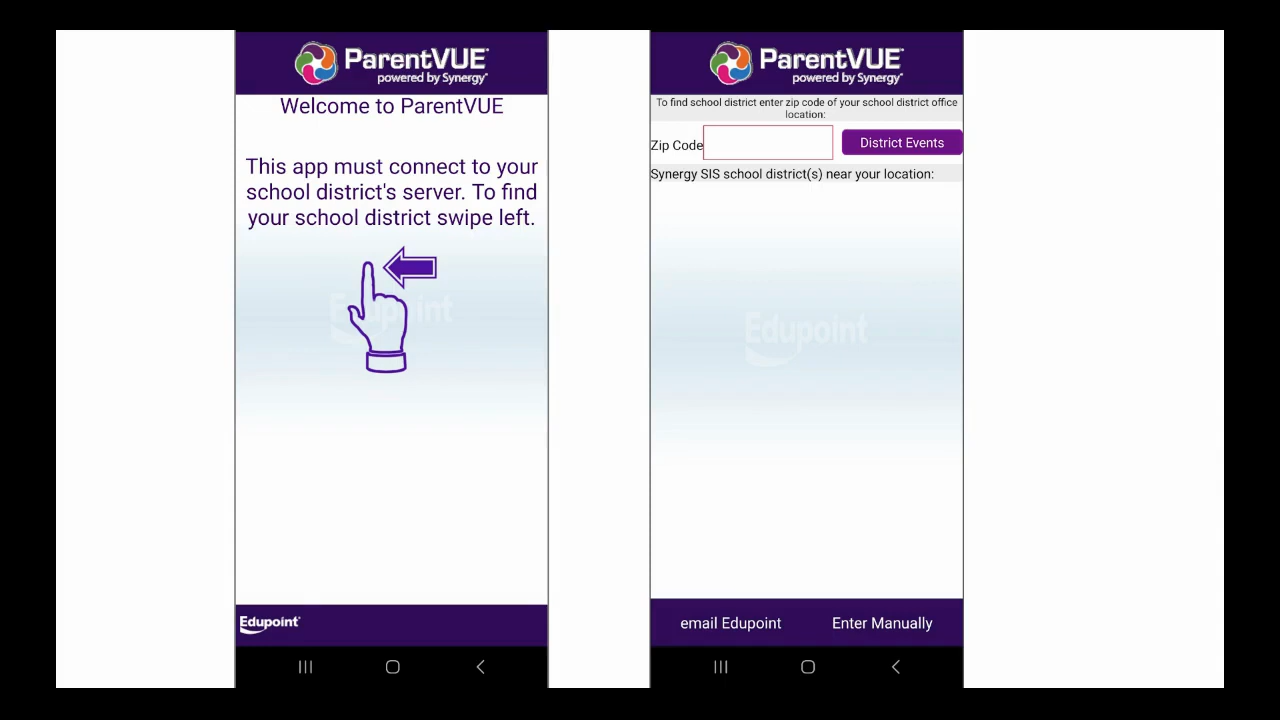 ParentVUE
powered by Synergy®
Welcome to ParentVUE
This app must connect to your
school district's server. To find
your school district swipe left.
Edupoint
Edupoint
ParentVUE
powered by Synergy®
To find school district enter zip code of your school district office
location:
Zip Code
District Events
Synergy SIS school district(s) near your location:
Edupoint
email Edupoint
Enter Manually